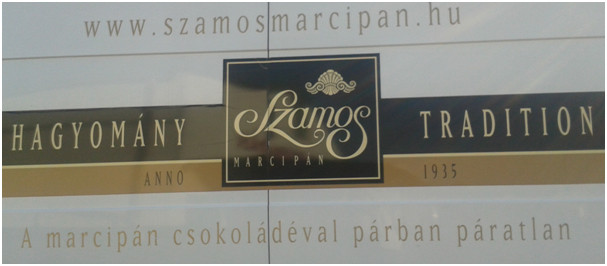 www.szamosmarcipan.hu
HAGYOMÁNY Szamos TRADITION
MARCIPÁN
ANNO 1935
A marcipán csokoládéval párban páratlan